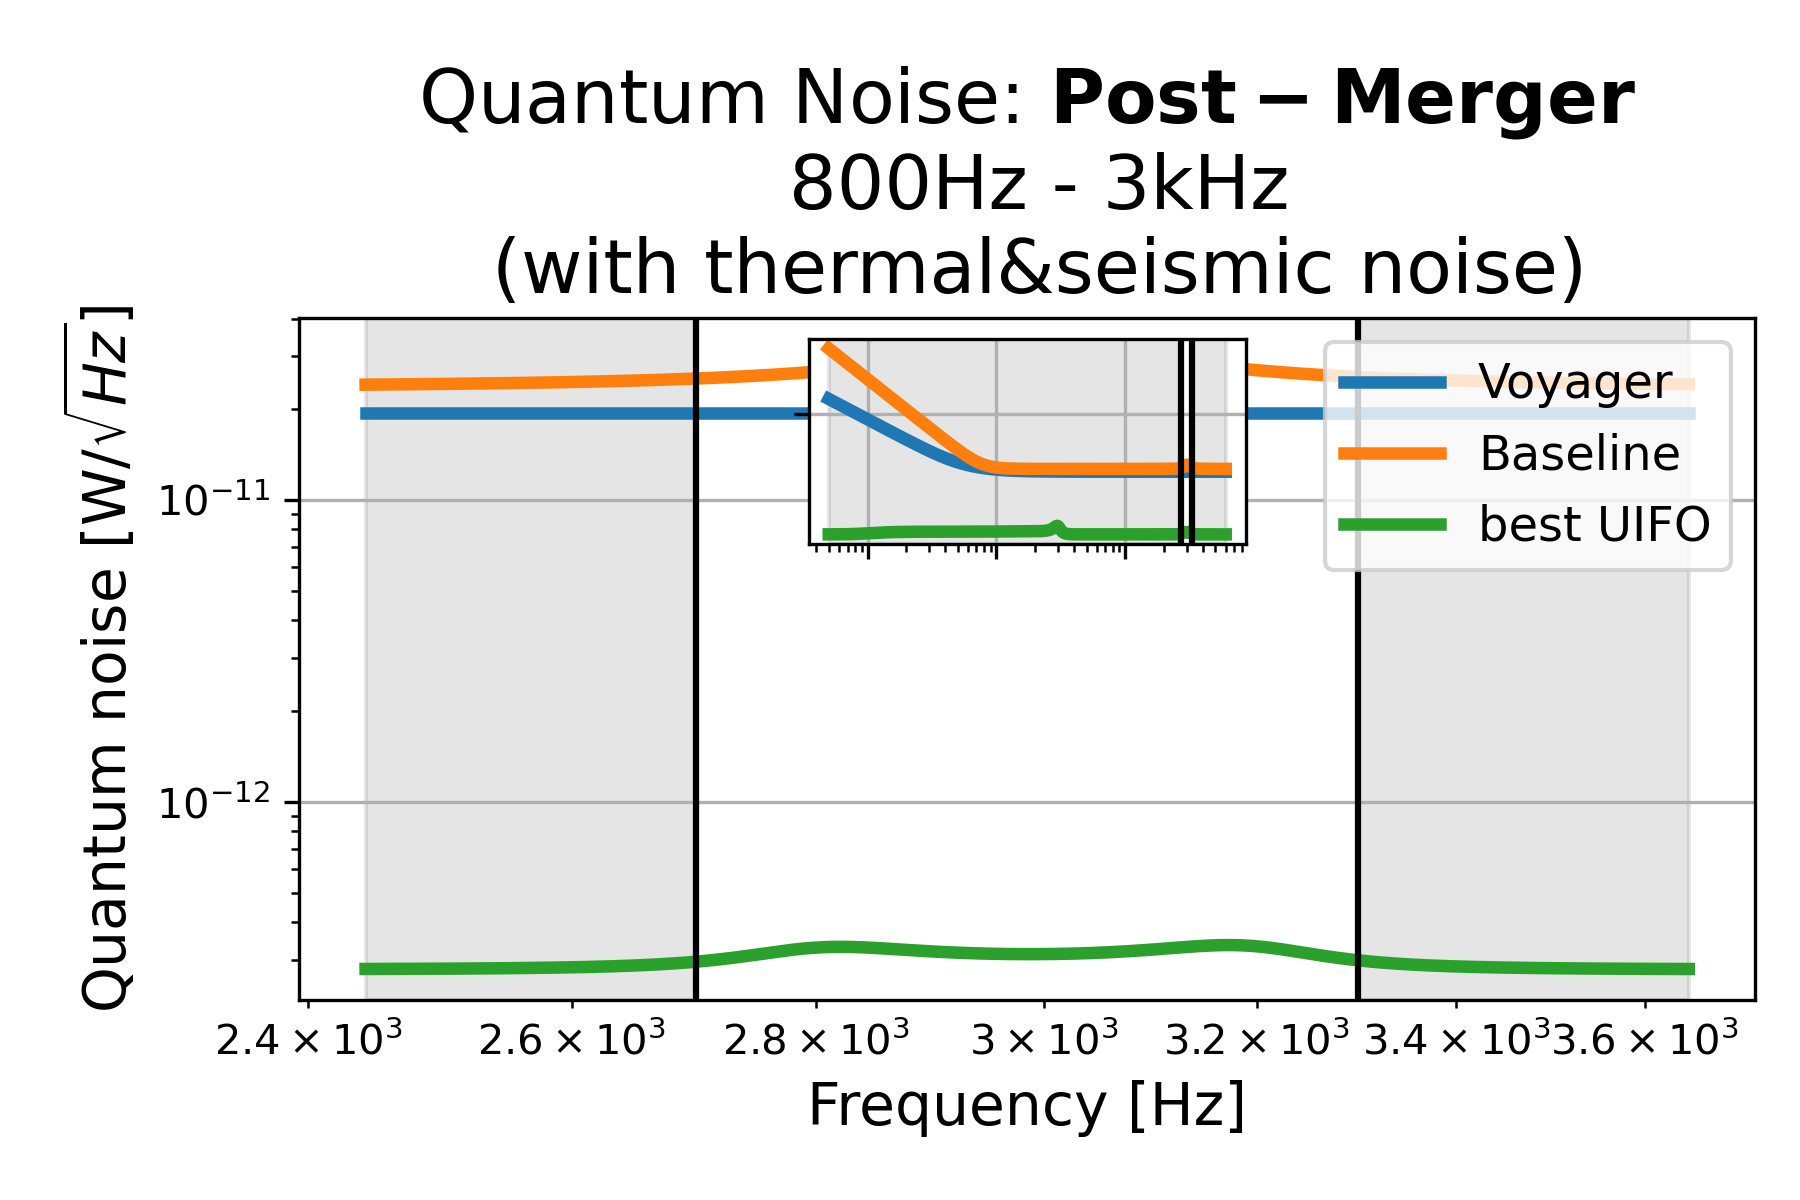 Quantum Noise: Post − Merger
800Hz - 3kHz
(with thermal&seismic noise)
Quantum noise [W/√Hz]
10⁻¹¹
10⁻¹²
Voyager
Baseline
best UIFO
2.4 × 10³ 2.6 × 10³ 2.8 × 10³ 3 × 10³ 3.2 × 10³ 3.4 × 10³ 3.6 × 10³
Frequency [Hz]